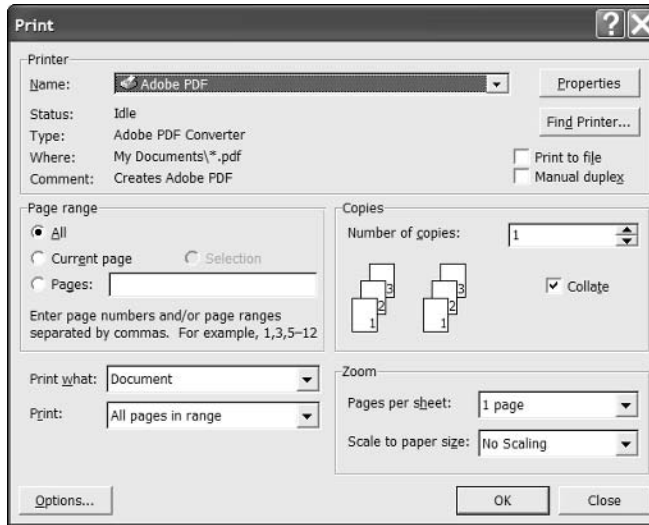 Print
Printer
Name: Adobe PDF
Properties
Status: Idle
Find Printer...
Type: Adobe PDF Converter
Where: My Documents\*.pdf
Print to file
Comment: Creates Adobe PDF
Manual duplex
Page range
All
Current page Selection
Pages:
Enter page numbers and/or page ranges
separated by commas. For example, 1,3,5–12
Copies
Number of copies: 1
3 3
2 2
1 1
Collate
Print what: Document
Print: All pages in range
Zoom
Pages per sheet: 1 page
Scale to paper size: No Scaling
Options...
OK
Close